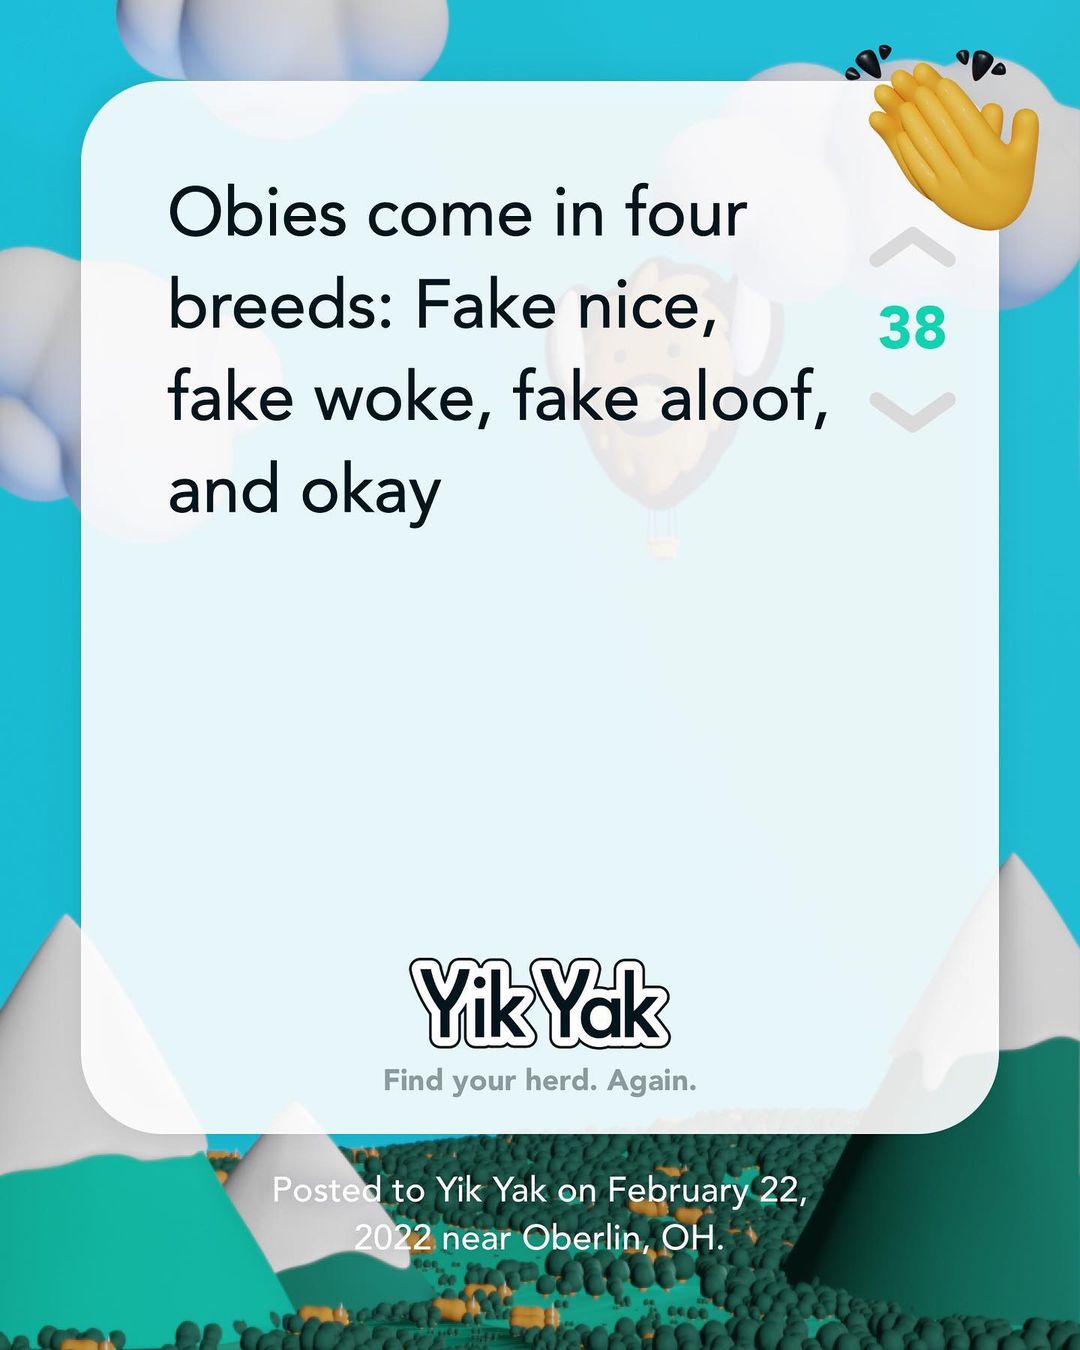 Obies come in four
breeds: Fake nice,
fake woke, fake aloof,
and okay
38
Yik Yak
Find your herd. Again.
Posted to Yik Yak on February 22,
2022 near Oberlin, OH.